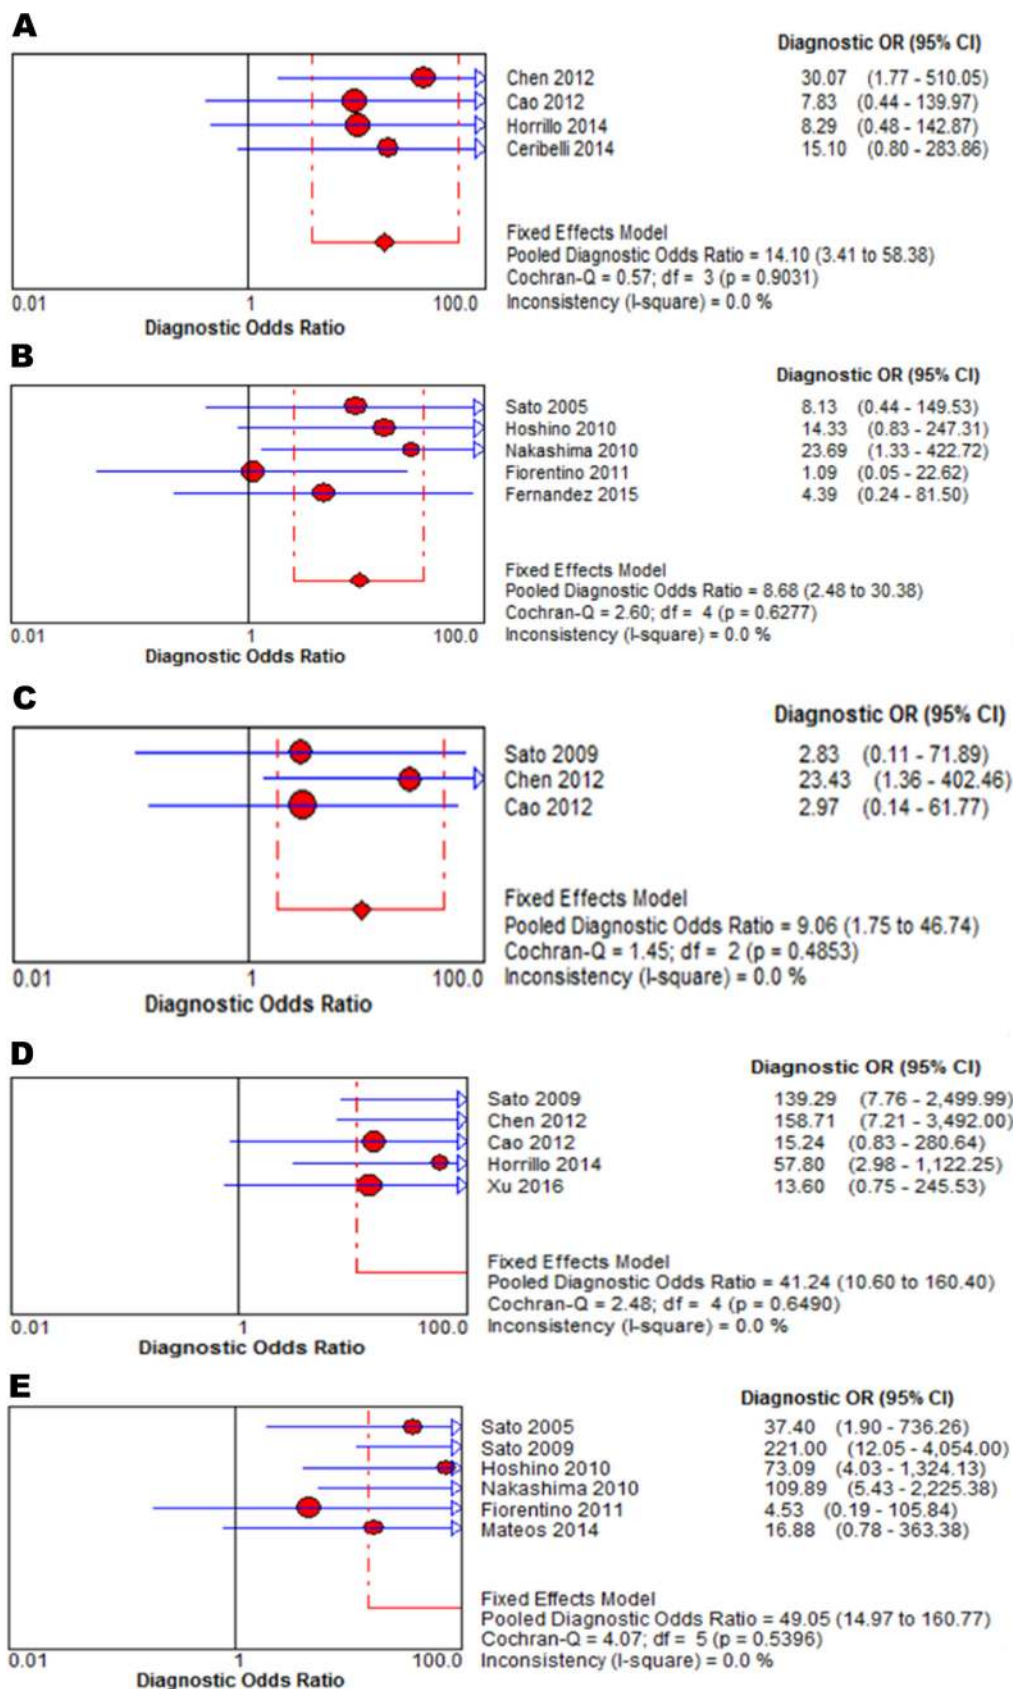 A
Diagnostic OR (95% CI)
Chen 2012 30.07 (1.77 - 510.05)
Cao 2012 7.83 (0.44 - 139.97)
Horrillo 2014 8.29 (0.48 - 142.87)
Ceribelli 2014 15.10 (0.80 - 283.86)
Fixed Effects Model
Pooled Diagnostic Odds Ratio = 14.10 (3.41 to 58.38)
Cochran-Q = 0.57; df = 3 (p = 0.9031)
Inconsistency (I-square) = 0.0 %
0.01 1 100.0
Diagnostic Odds Ratio
B
Diagnostic OR (95% CI)
Sato 2005 8.13 (0.44 - 149.53)
Hoshino 2010 14.33 (0.83 - 247.31)
Nakashima 2010 23.69 (1.33 - 422.72)
Fiorentino 2011 1.09 (0.05 - 22.62)
Fernandez 2015 4.39 (0.24 - 81.50)
Fixed Effects Model
Pooled Diagnostic Odds Ratio = 8.68 (2.48 to 30.38)
Cochran-Q = 2.60; df = 4 (p = 0.6277)
Inconsistency (I-square) = 0.0 %
0.01 1 100.0
Diagnostic Odds Ratio
C
Diagnostic OR (95% CI)
Sato 2009 2.83 (0.11 - 71.89)
Chen 2012 23.43 (1.36 - 402.46)
Cao 2012 2.97 (0.14 - 61.77)
Fixed Effects Model
Pooled Diagnostic Odds Ratio = 9.06 (1.75 to 46.74)
Cochran-Q = 1.45; df = 2 (p = 0.4853)
Inconsistency (I-square) = 0.0 %
0.01 1 100.0
Diagnostic Odds Ratio
D
Diagnostic OR (95% CI)
Sato 2009 139.29 (7.76 - 2,499.99)
Chen 2012 158.71 (7.21 - 3,492.00)
Cao 2012 15.24 (0.83 - 280.64)
Horrillo 2014 57.80 (2.98 - 1,122.25)
Xu 2016 13.60 (0.75 - 245.53)
Fixed Effects Model
Pooled Diagnostic Odds Ratio = 41.24 (10.60 to 160.40)
Cochran-Q = 2.48; df = 4 (p = 0.6490)
Inconsistency (I-square) = 0.0 %
0.01 1 100.0
Diagnostic Odds Ratio
E
Diagnostic OR (95% CI)
Sato 2005 37.40 (1.90 - 736.26)
Sato 2009 221.00 (12.05 - 4,054.00)
Hoshino 2010 73.09 (4.03 - 1,324.13)
Nakashima 2010 109.89 (5.43 - 2,225.38)
Fiorentino 2011 4.53 (0.19 - 105.84)
Mateos 2014 16.88 (0.78 - 363.38)
Fixed Effects Model
Pooled Diagnostic Odds Ratio = 49.05 (14.97 to 160.77)
Cochran-Q = 4.07; df = 5 (p = 0.5396)
Inconsistency (I-square) = 0.0 %
0.01 1 100.0
Diagnostic Odds Ratio